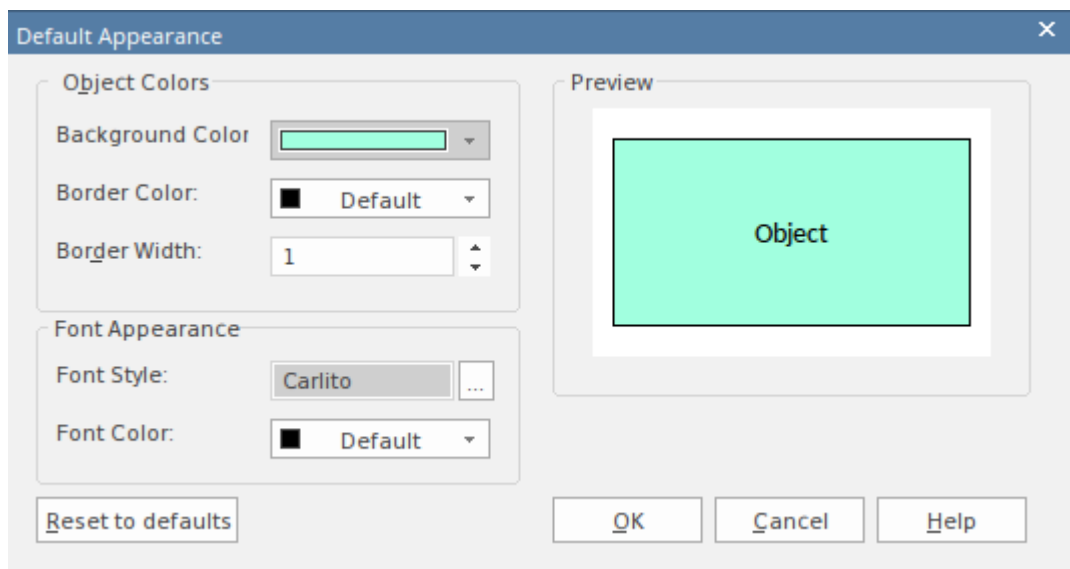 Default Appearance
Object Colors
Background Color
Border Color:
Default
Border Width:
1
Font Appearance
Font Style:
Carlito
...
Font Color:
Default
Reset to defaults
Preview
Object
OK
Cancel
Help